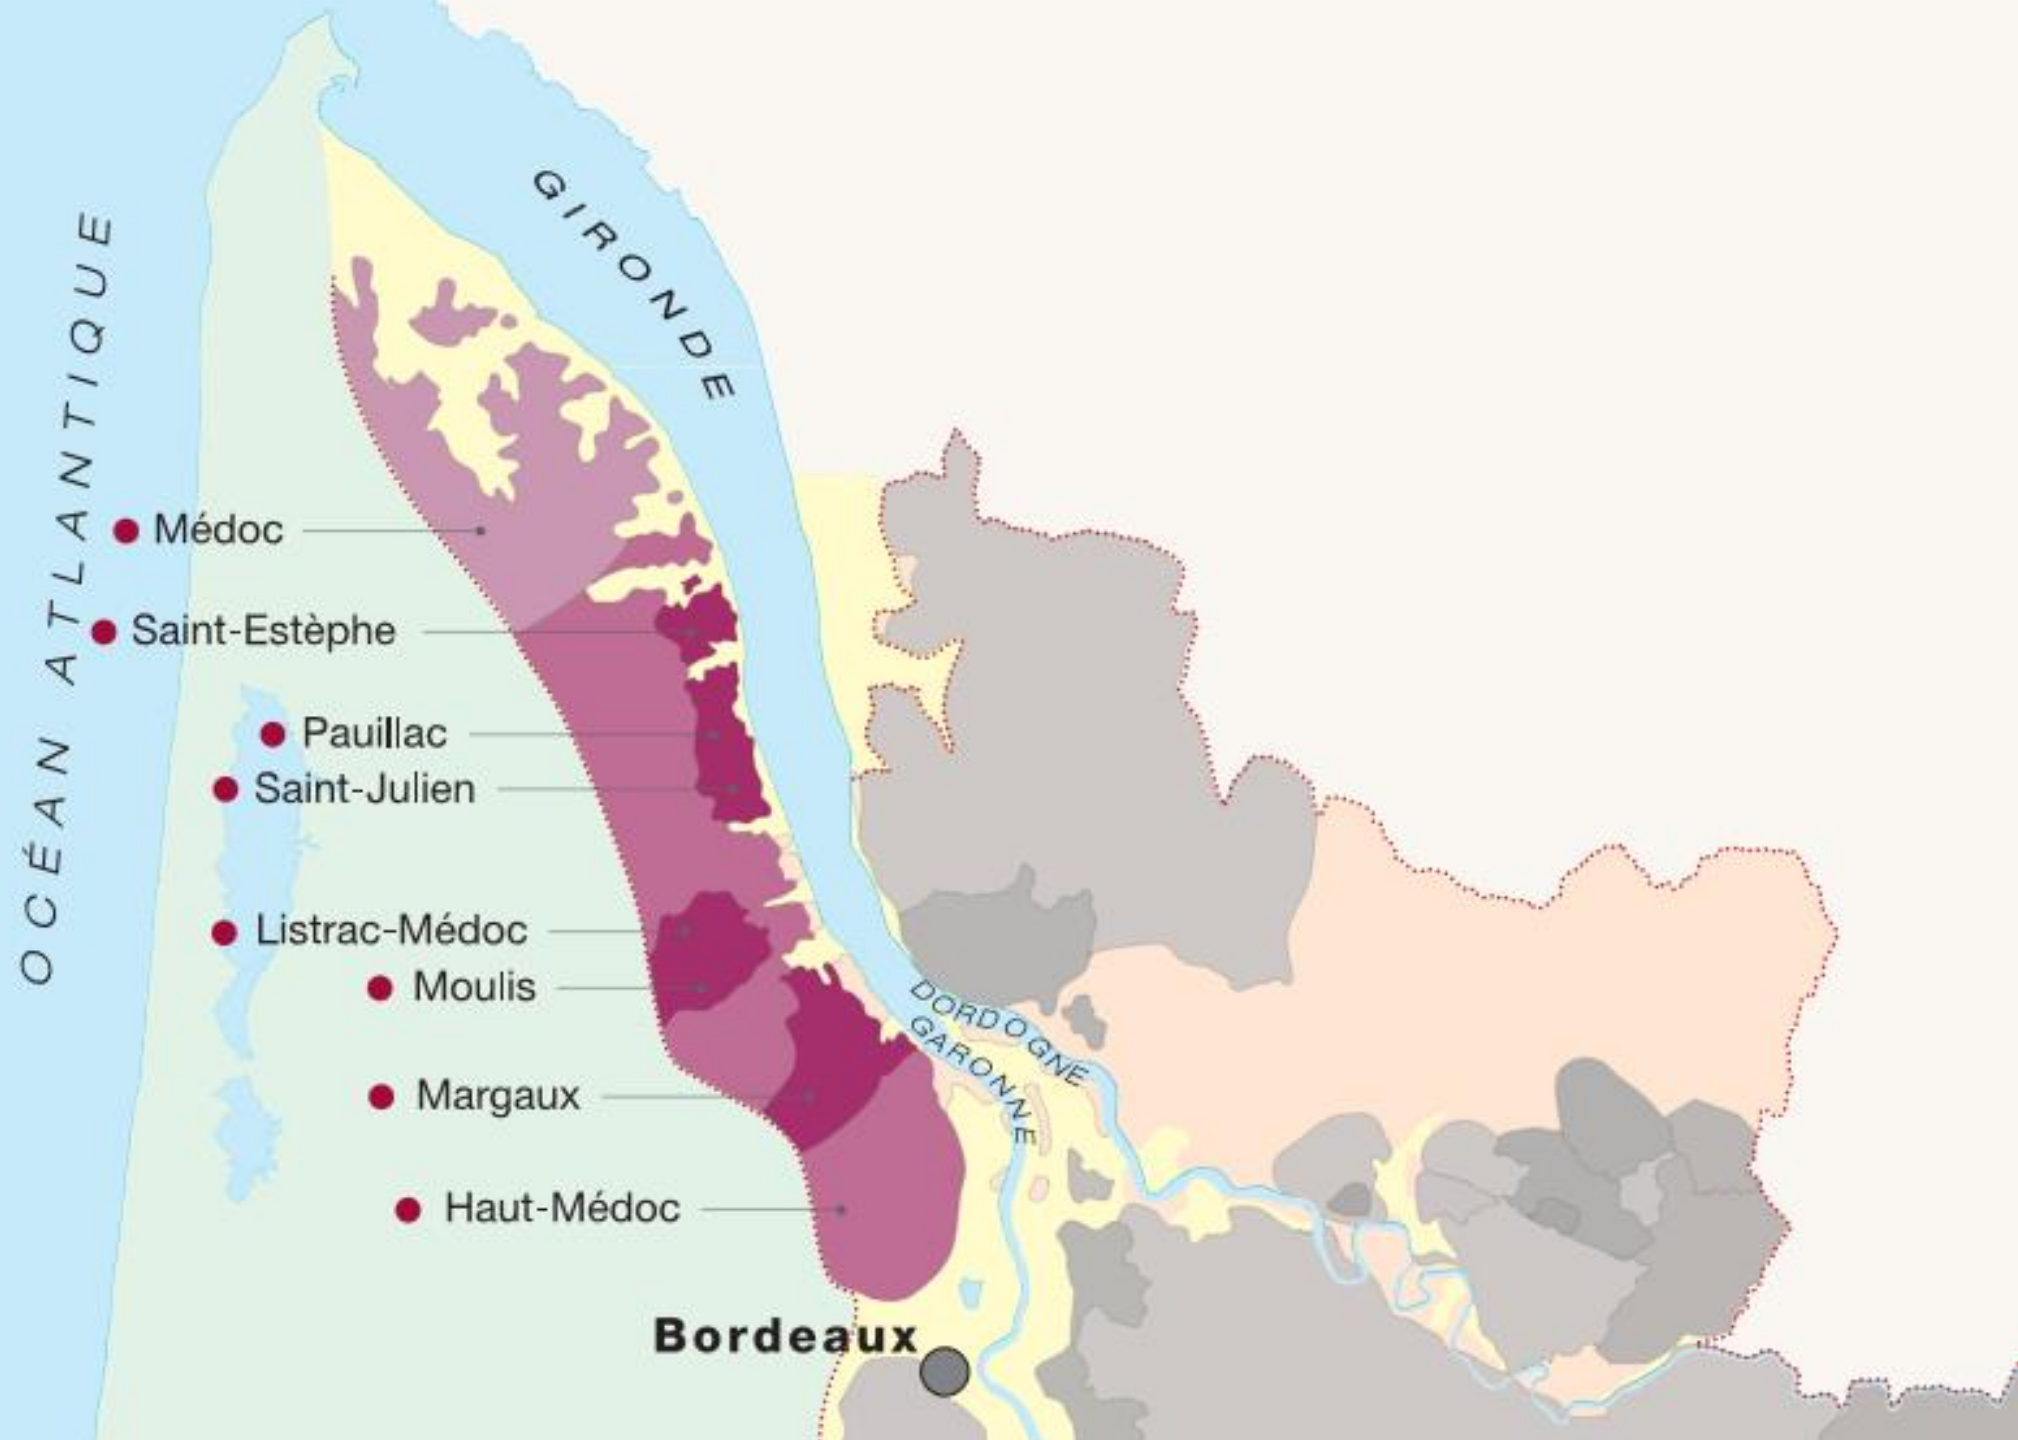 OCÉAN ATLANTIQUE
GIRONDE
Médoc
Saint-Estèphe
Pauillac
Saint-Julien
Listrac-Médoc
Moulis
DORDOGNE
GARONNE
Margaux
Haut-Médoc
Bordeaux